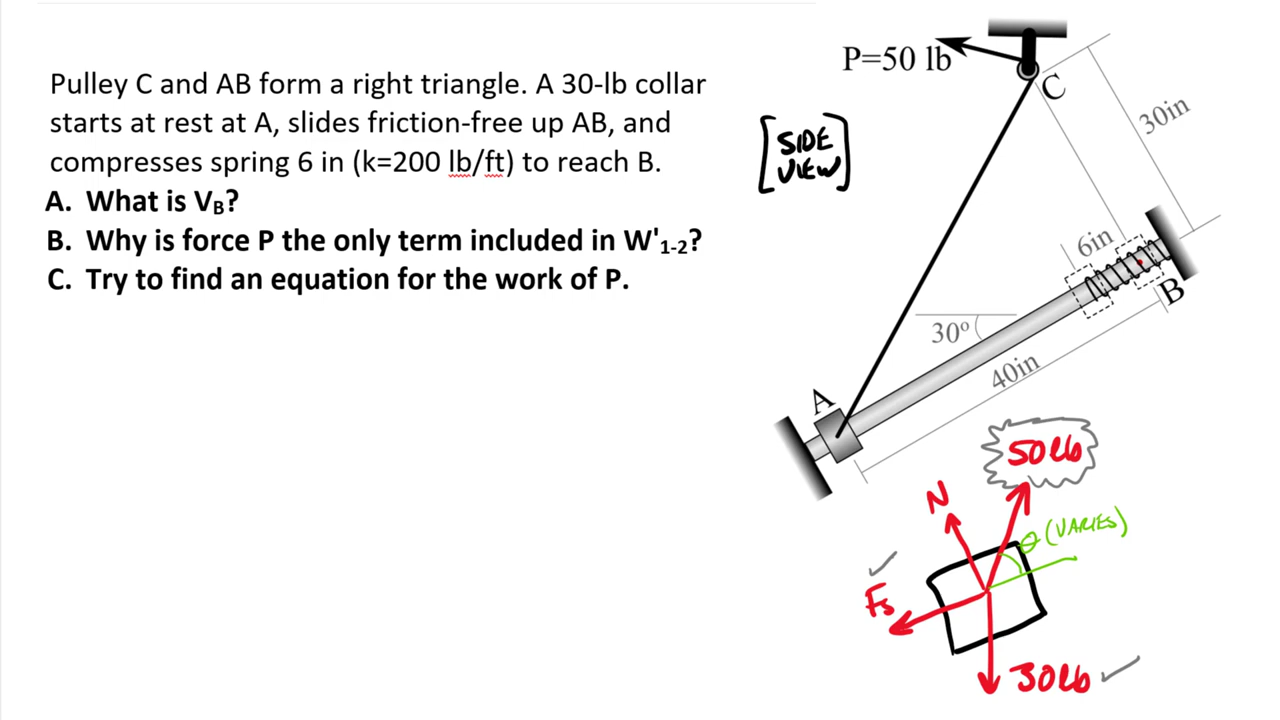 Pulley C and AB form a right triangle. A 30-lb collar
starts at rest at A, slides friction-free up AB, and
compresses spring 6 in (k=200 lb/ft) to reach B.
A. What is VB?
B. Why is force P the only term included in W'1-2?
C. Try to find an equation for the work of P.
P=50 lb
C
30in
[SIDE
VIEW]
6in
B
30º
40in
A
50lb
N
θ (VARIES)
Fs
30lb